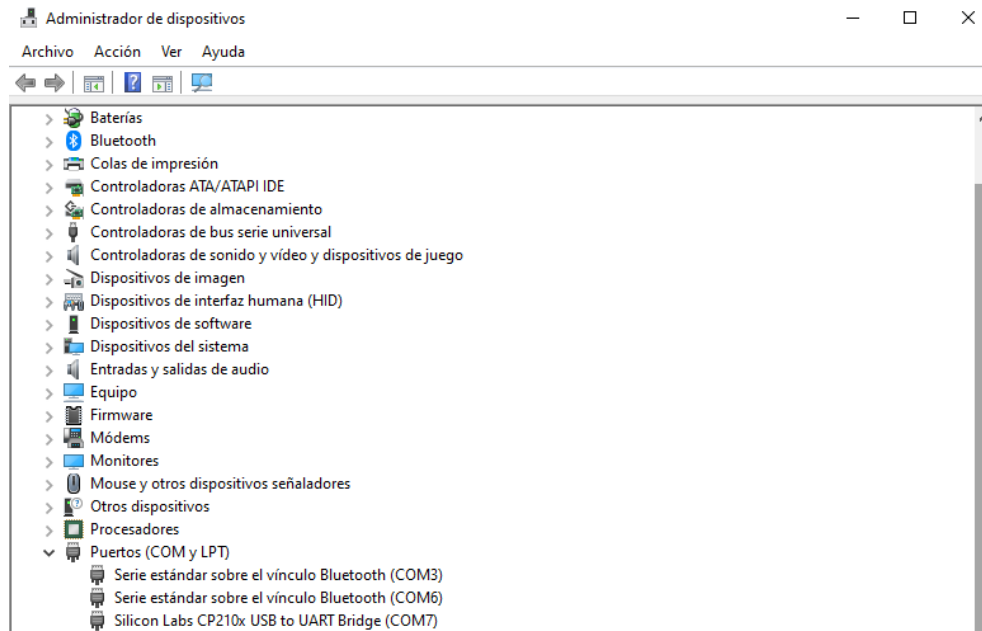 Administrador de dispositivos
Archivo Acción Ver Ayuda
Baterías
Bluetooth
Colas de impresión
Controladoras ATA/ATAPI IDE
Controladoras de almacenamiento
Controladoras de bus serie universal
Controladoras de sonido y vídeo y dispositivos de juego
Dispositivos de imagen
Dispositivos de interfaz humana (HID)
Dispositivos de software
Dispositivos del sistema
Entradas y salidas de audio
Equipo
Firmware
Módems
Monitores
Mouse y otros dispositivos señaladores
Otros dispositivos
Procesadores
Puertos (COM y LPT)
Serie estándar sobre el vínculo Bluetooth (COM3)
Serie estándar sobre el vínculo Bluetooth (COM6)
Silicon Labs CP210x USB to UART Bridge (COM7)